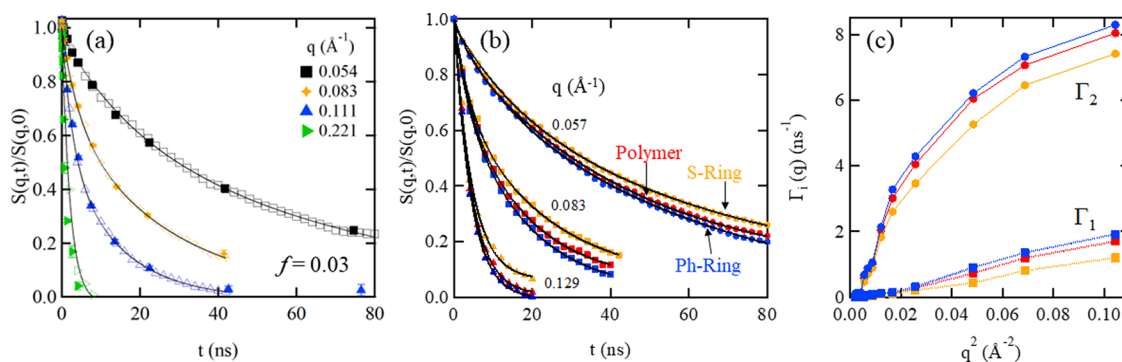 (a)
q (Å⁻¹)
0.054
0.083
0.111
0.221
f = 0.03
S(q,t)/S(q,0)
1.0
0.8
0.6
0.4
0.2
0.0
0 20 40 60 80
t (ns)
(b)
q (Å⁻¹)
0.057
Polymer
S-Ring
0.083
Ph-Ring
0.129
S(q,t)/S(q,0)
1.0
0.8
0.6
0.4
0.2
0.0
0 20 40 60 80
t (ns)
(c)
Γ₂
Γ₁
Γᵢ (q) (ns⁻¹)
8
7
6
5
4
3
2
1
0
0.00 0.02 0.04 0.06 0.08 0.10
q² (Å⁻²)